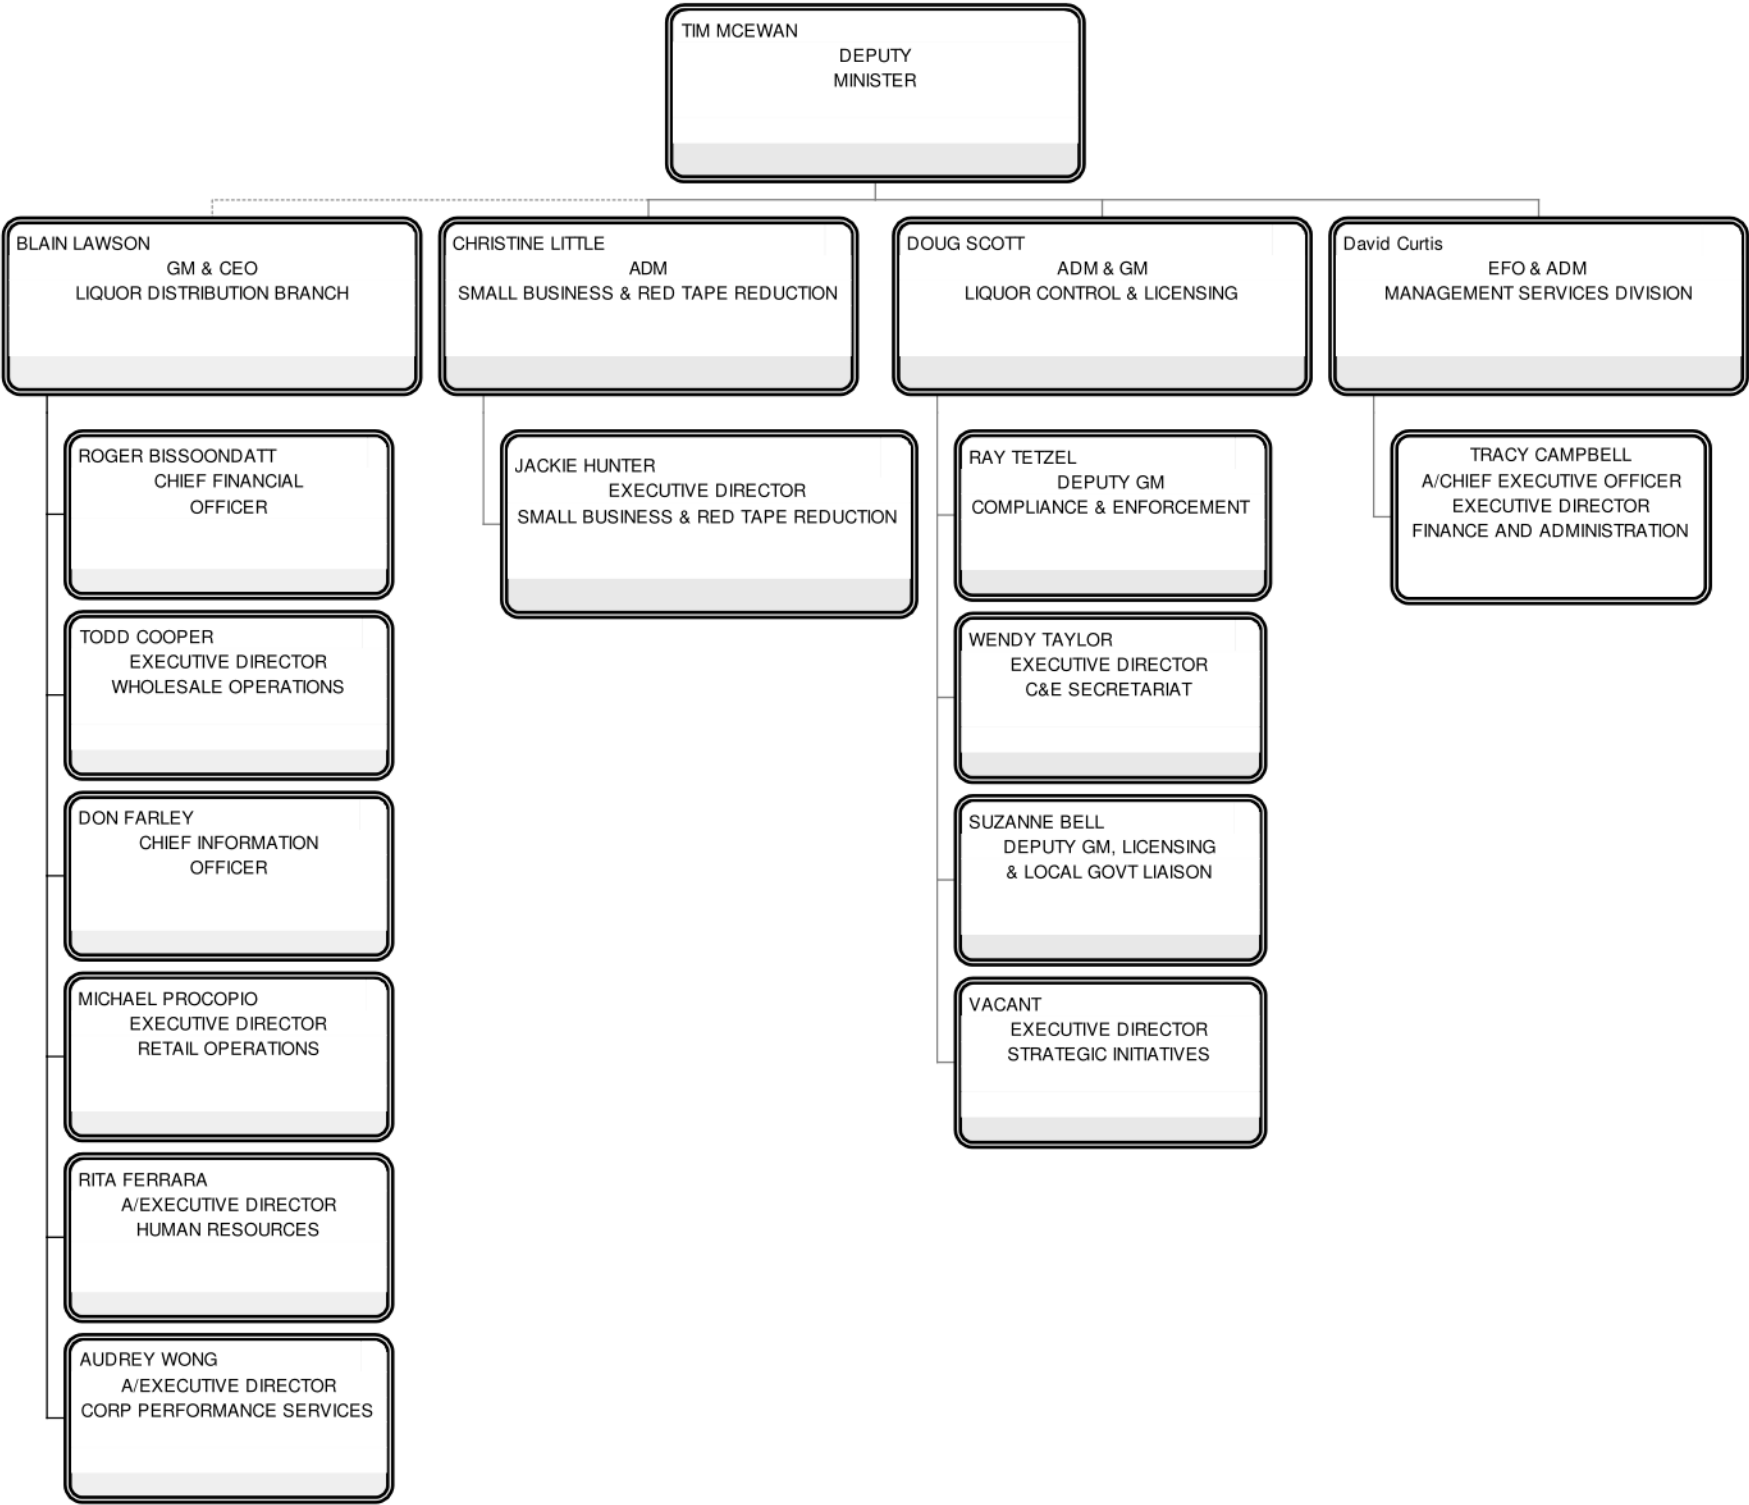 TIM MCEWAN
DEPUTY
MINISTER
BLAIN LAWSON
GM & CEO
LIQUOR DISTRIBUTION BRANCH
CHRISTINE LITTLE
ADM
SMALL BUSINESS & RED TAPE REDUCTION
DOUG SCOTT
ADM & GM
LIQUOR CONTROL & LICENSING
David Curtis
EFO & ADM
MANAGEMENT SERVICES DIVISION
ROGER BISSOONDATT
CHIEF FINANCIAL
OFFICER
TODD COOPER
EXECUTIVE DIRECTOR
WHOLESALE OPERATIONS
DON FARLEY
CHIEF INFORMATION
OFFICER
MICHAEL PROCOPIO
EXECUTIVE DIRECTOR
RETAIL OPERATIONS
RITA FERRARA
A/EXECUTIVE DIRECTOR
HUMAN RESOURCES
AUDREY WONG
A/EXECUTIVE DIRECTOR
CORP PERFORMANCE SERVICES
JACKIE HUNTER
EXECUTIVE DIRECTOR
SMALL BUSINESS & RED TAPE REDUCTION
RAY TETZEL
DEPUTY GM
COMPLIANCE & ENFORCEMENT
WENDY TAYLOR
EXECUTIVE DIRECTOR
C&E SECRETARIAT
SUZANNE BELL
DEPUTY GM, LICENSING
& LOCAL GOVT LIAISON
VACANT
EXECUTIVE DIRECTOR
STRATEGIC INITIATIVES
TRACY CAMPBELL
A/CHIEF EXECUTIVE OFFICER
EXECUTIVE DIRECTOR
FINANCE AND ADMINISTRATION